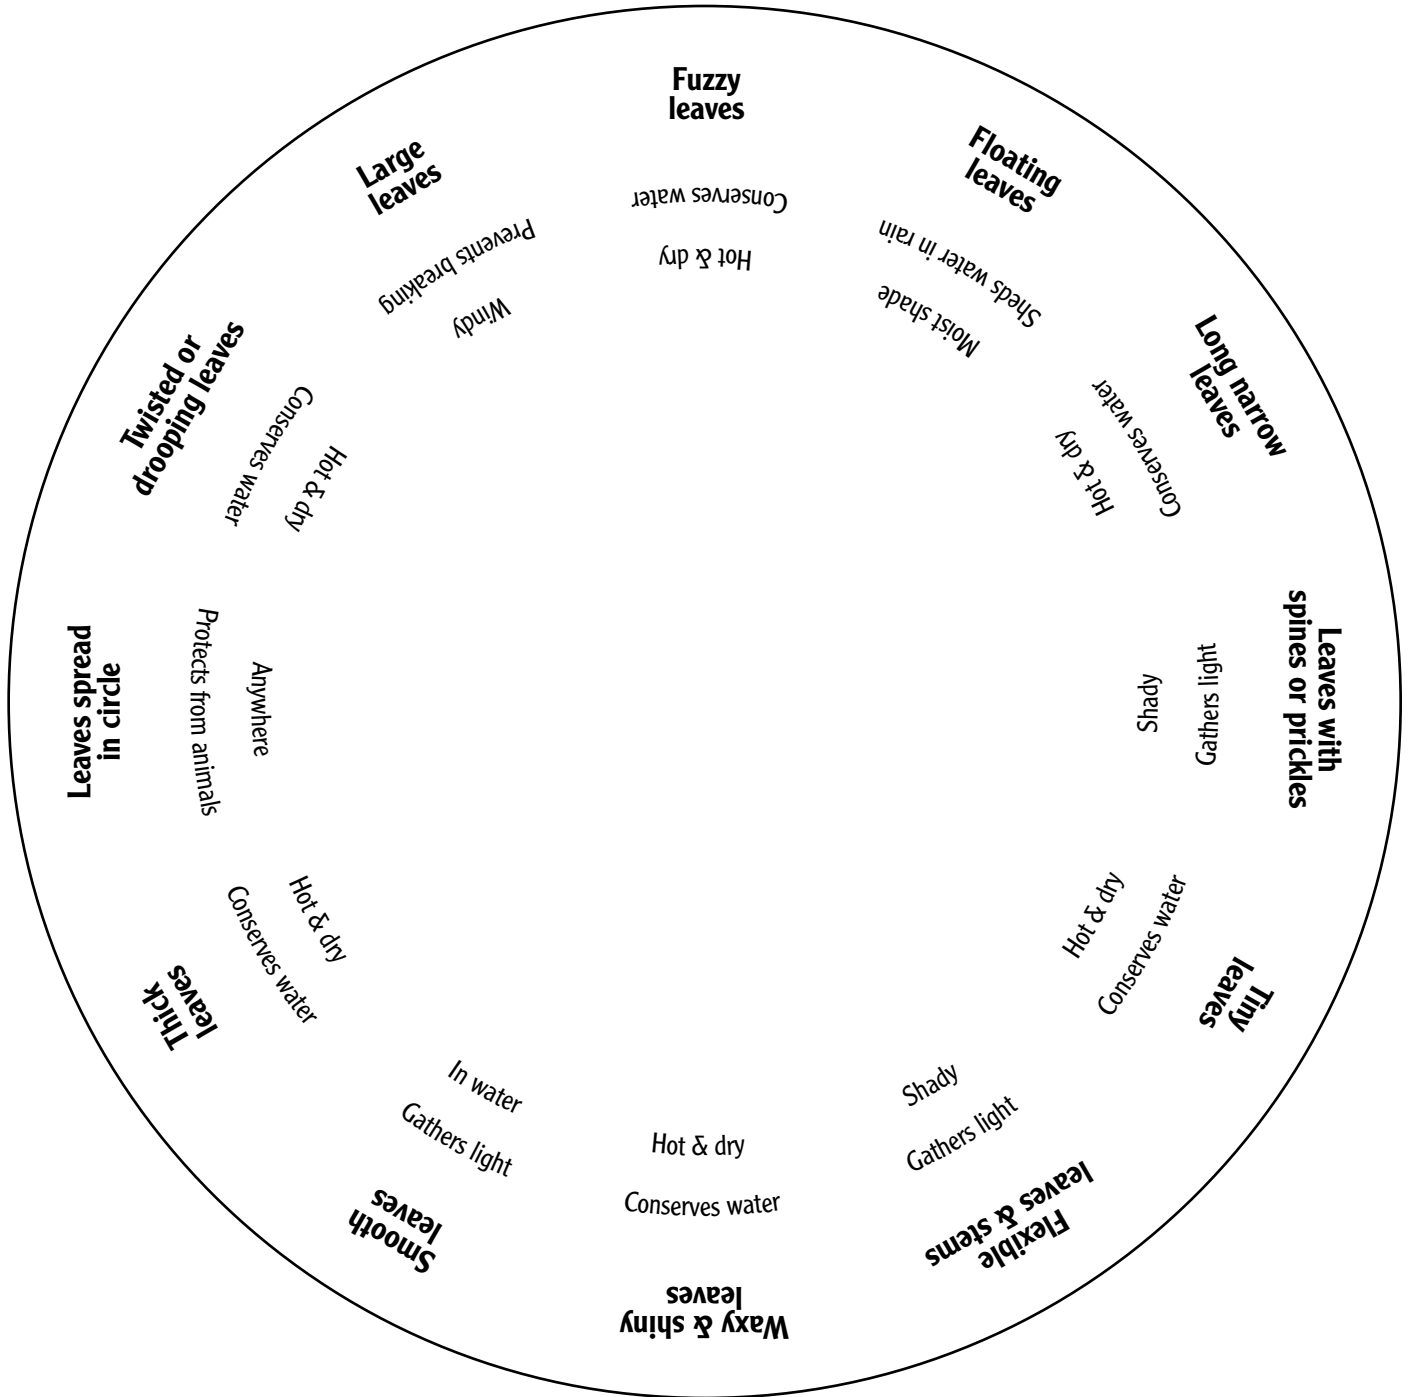 Fuzzy
leaves
Conserves water
Hot & dry
Floating
leaves
Sheds water in rain
Moist shade
Long narrow
leaves
Conserves water
Hot & dry
Leaves with
spines or prickles
Gathers light
Shady
Tiny
leaves
Conserves water
Hot & dry
Flexible
leaves & stems
Gathers light
Shady
Waxy & shiny
leaves
Conserves water
Hot & dry
Smooth
leaves
Gathers light
In water
Thick
leaves
Conserves water
Hot & dry
Leaves spread
in circle
Protects from animals
Anywhere
Twisted or
drooping leaves
Conserves water
Hot & dry
Large
leaves
Prevents breaking
Windy